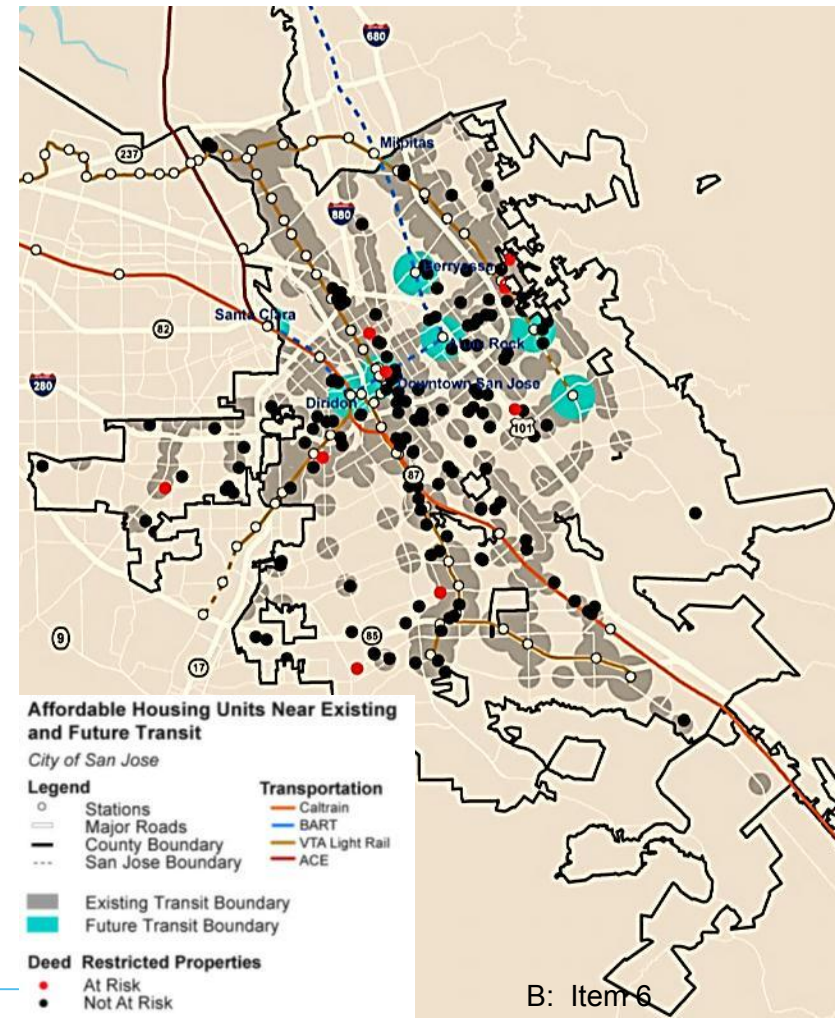 680
Milpitas
237
880
Berryessa
Santa Clara
82
Alum Rock
280
Downtown San Jose
Diridon
101
87
85
9
17
Affordable Housing Units Near Existing
and Future Transit
City of San Jose
Legend
Stations
Major Roads
County Boundary
San Jose Boundary
Transportation
Caltrain
BART
VTA Light Rail
ACE
Existing Transit Boundary
Future Transit Boundary
Deed Restricted Properties
At Risk
Not At Risk
B: Item 6